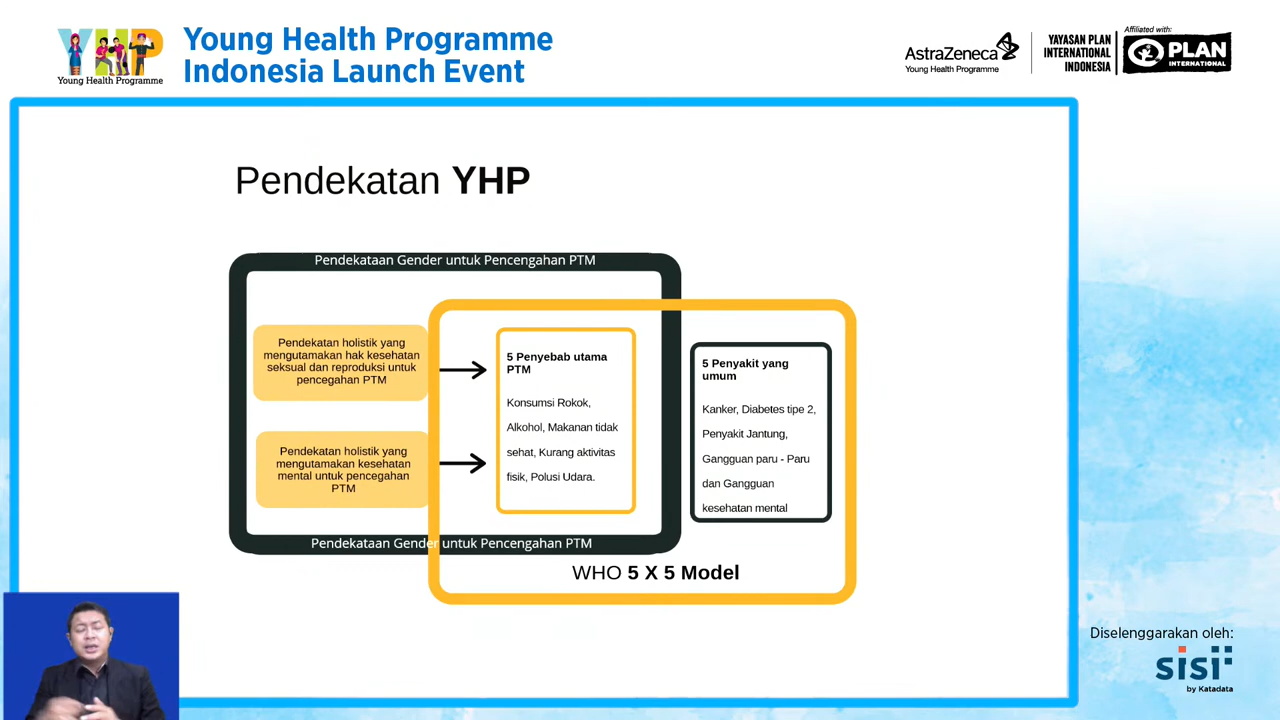 YHP
Young Health Programme
Young Health Programme
Indonesia Launch Event
AstraZeneca
Young Health Programme
YAYASAN PLAN
INTERNATIONAL
INDONESIA
Affiliated with:
PLAN
INTERNATIONAL
Pendekatan YHP
Pendekataan Gender untuk Pencengahan PTM
Pendekatan holistik yang
mengutamakan hak kesehatan
seksual dan reproduksi untuk
pencegahan PTM
Pendekatan holistik yang
mengutamakan kesehatan
mental untuk pencegahan
PTM
5 Penyebab utama
PTM
Konsumsi Rokok,
Alkohol, Makanan tidak
sehat, Kurang aktivitas
fisik, Polusi Udara.
5 Penyakit yang
umum
Kanker, Diabetes tipe 2,
Penyakit Jantung,
Gangguan paru - Paru
dan Gangguan
kesehatan mental
Pendekataan Gender untuk Pencengahan PTM
WHO 5 X 5 Model
Diselenggarakan oleh:
sisi
by Katadata